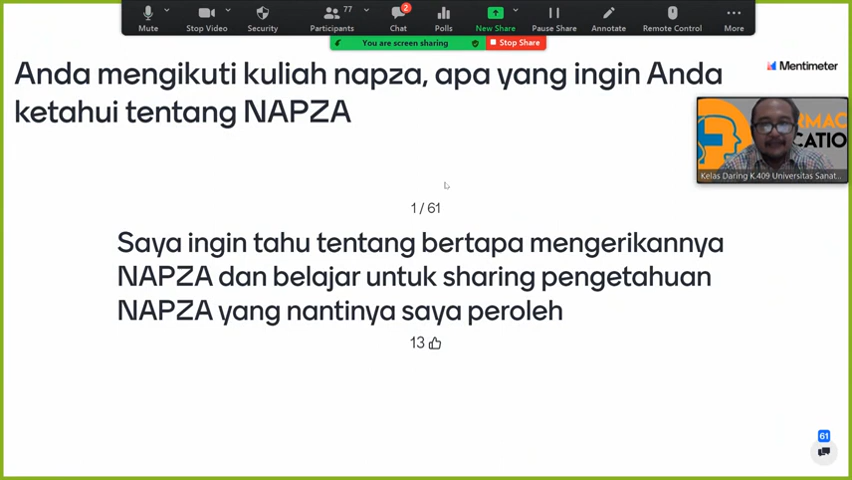 Mute
Stop Video
Security
Participants
77
Chat
2
Polls
New Share
Pause Share
Annotate
Remote Control
More
You are screen sharing
Stop Share
Anda mengikuti kuliah napza, apa yang ingin Anda
ketahui tentang NAPZA
Mentimeter
RMAC
CATIO
Kelas Daring K.409 Universitas Sanat...
1 / 61
Saya ingin tahu tentang bertapa mengerikannya
NAPZA dan belajar untuk sharing pengetahuan
NAPZA yang nantinya saya peroleh
13
61